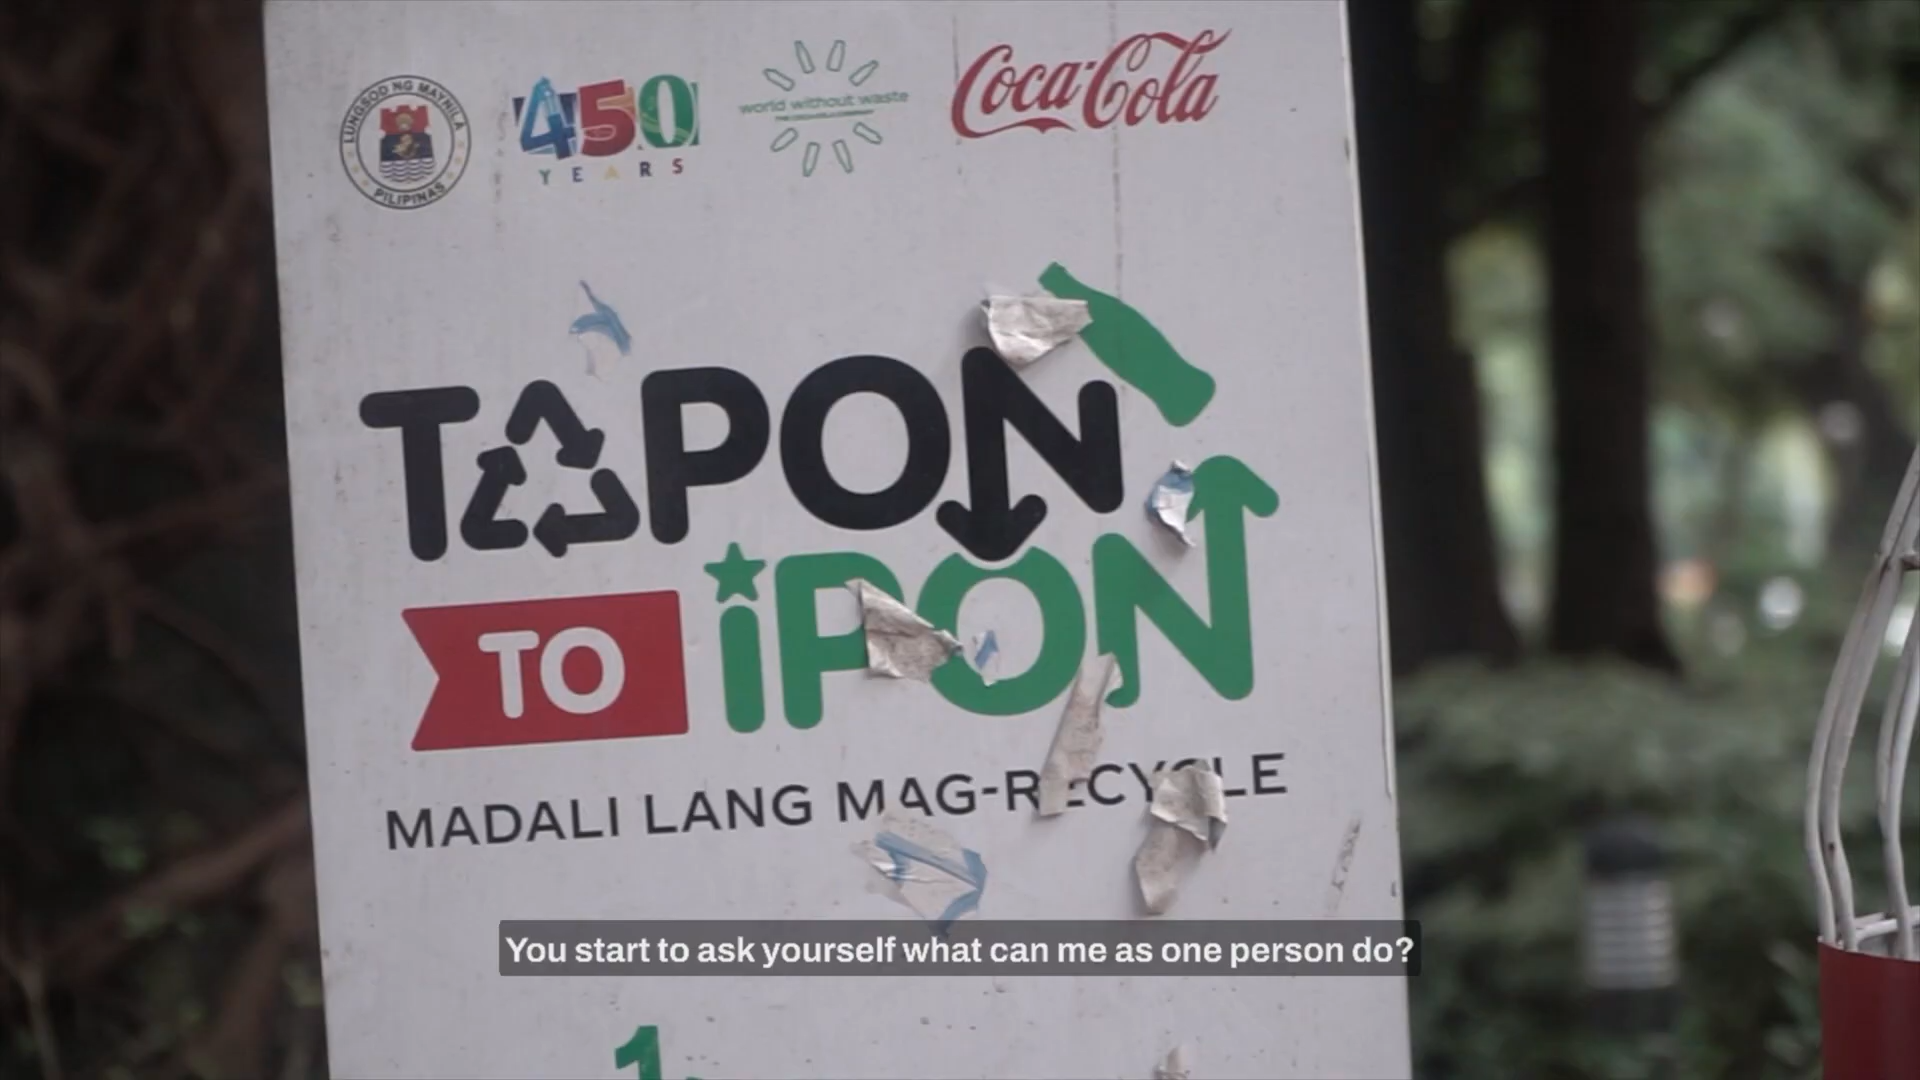 LUNGSOD NG MAYNILA
PILIPINAS
450
YEARS
world without waste
Coca-Cola
TAPON
TO iPON
MADALI LANG MAG-RECYCLE
You start to ask yourself what can me as one person do?
1